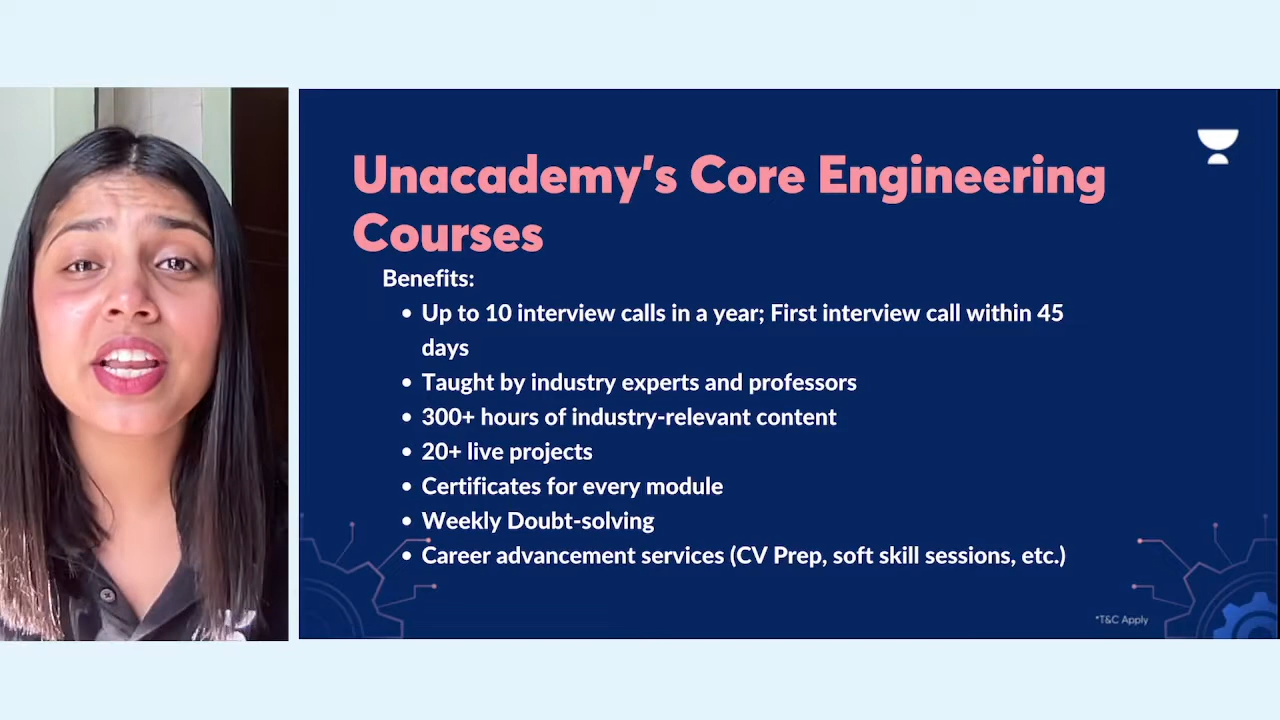 Unacademy's Core Engineering
Courses
Benefits:
• Up to 10 interview calls in a year; First interview call within 45
days
• Taught by industry experts and professors
• 300+ hours of industry-relevant content
• 20+ live projects
• Certificates for every module
• Weekly Doubt-solving
• Career advancement services (CV Prep, soft skill sessions, etc.)
*T&C Apply